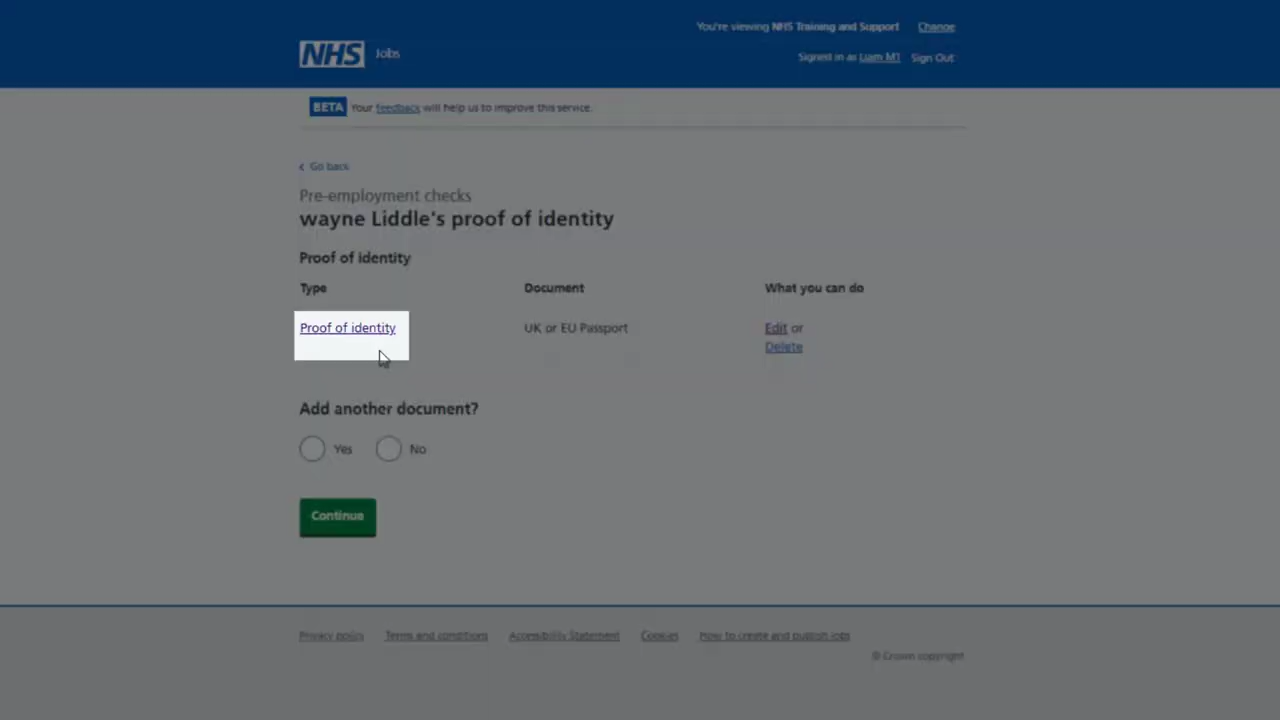 You're viewing NHS Training and Support Change
NHS Jobs
Signed in as Liam M1 Sign Out
BETA Your feedback will help us to improve this service.
Go back
Pre-employment checks
wayne Liddle's proof of identity
Proof of identity
Type Document What you can do
Proof of identity UK or EU Passport Edit or
Delete
Add another document?
Yes No
Continue
Privacy policy Terms and conditions Accessibility Statement Cookies How to create and publish jobs
© Crown copyright